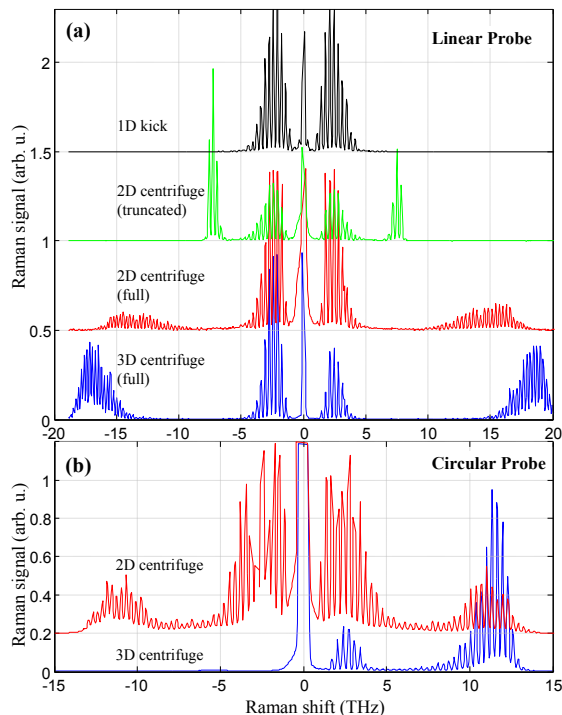 (a)
Linear Probe
Raman signal (arb. u.)
2
1.5
1
0.5
0
1D kick
2D centrifuge
(truncated)
2D centrifuge
(full)
3D centrifuge
(full)
-20 -15 -10 -5 0 5 10 15 20
(b)
Circular Probe
Raman signal (arb. u.)
1
0.8
0.6
0.4
0.2
0
2D centrifuge
3D centrifuge
-15 -10 -5 0 5 10 15
Raman shift (THz)